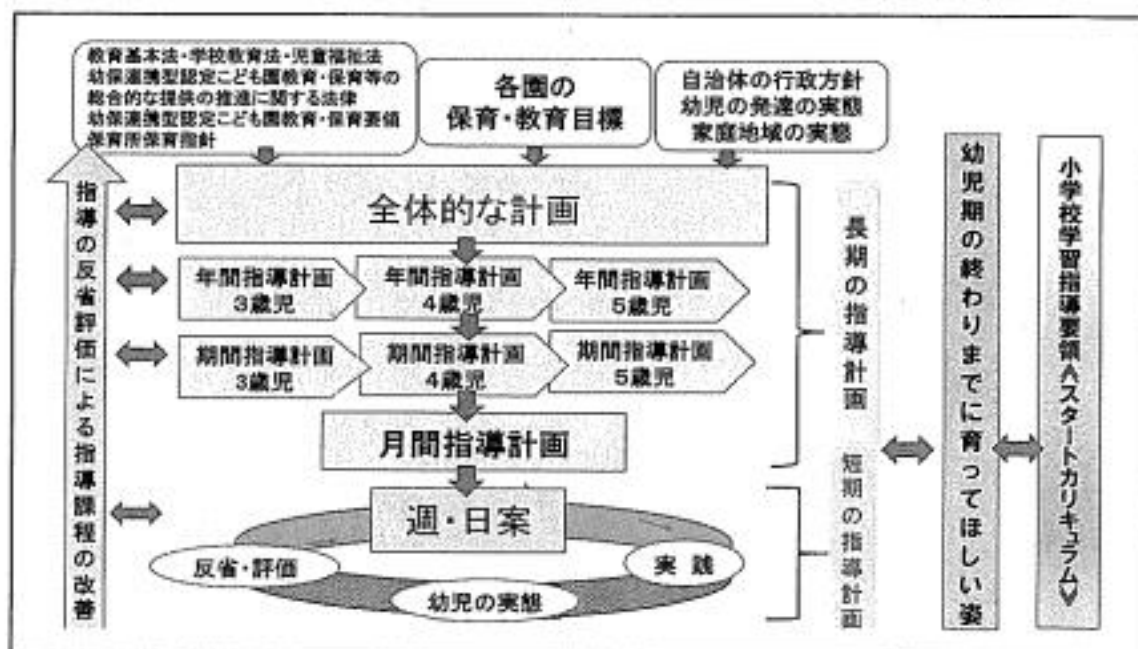 教育基本法・学校教育法・児童福祉法
幼保連携型認定こども園教育・保育等の
総合的な提供の推進に関する法律
幼保連携型認定こども園教育・保育要領
保育所保育指針
各園の
保育・教育目標
自治体の行政方針
幼児の発達の実態
家庭地域の実態
全体的な計画
年間指導計画
3歳児
年間指導計画
4歳児
年間指導計画
5歳児
期間指導計画
3歳児
期間指導計画
4歳児
期間指導計画
5歳児
月間指導計画
週・日案
反省・評価
幼児の実態
実践
指導の反省評価による指導課程の改善
長期の指導計画
短期の指導計画
幼児期の終わりまでに育ってほしい姿
小学校学習指導要領≪スタートカリキュラム≫